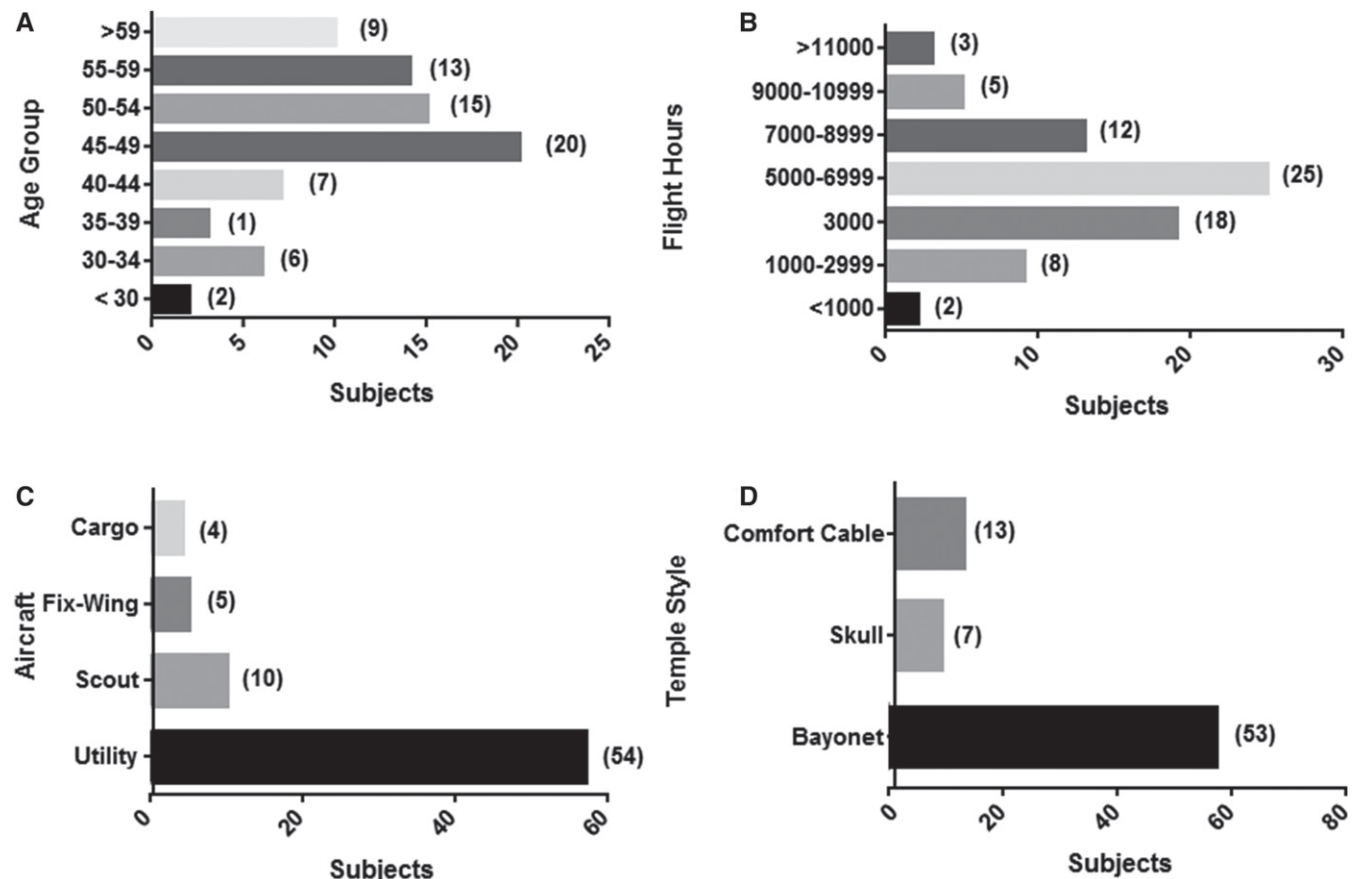 A
Age Group
>59 (9)
55-59 (13)
50-54 (15)
45-49 (20)
40-44 (7)
35-39 (1)
30-34 (6)
< 30 (2)
0 5 10 15 20 25
Subjects
B
Flight Hours
>11000 (3)
9000-10999 (5)
7000-8999 (12)
5000-6999 (25)
3000 (18)
1000-2999 (8)
<1000 (2)
0 10 20 30
Subjects
C
Aircraft
Cargo (4)
Fix-Wing (5)
Scout (10)
Utility (54)
0 20 40 60
Subjects
D
Temple Style
Comfort Cable (13)
Skull (7)
Bayonet (53)
0 20 40 60 80
Subjects